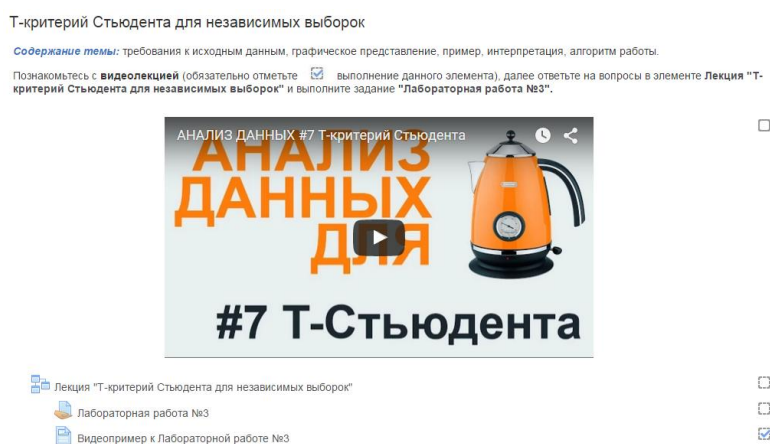 Т-критерий Стьюдента для независимых выборок
Содержание темы: требования к исходным данным, графическое представление, пример, интерпретация, алгоритм работы.
Познакомьтесь с видеолекцией (обязательно отметьте выполнение данного элемента), далее ответьте на вопросы в элементе Лекция "Т-
критерий Стьюдента для независимых выборок" и выполните задание "Лабораторная работа №3".
АНАЛИЗ ДАННЫХ #7 Т-критерий Стьюдента
АНАЛИЗ
ДАННЫХ
ДЛЯ
#7 Т-Стьюдента
Лекция "Т-критерий Стьюдента для независимых выборок"
Лабораторная работа №3
Видеопример к Лабораторной работе №3